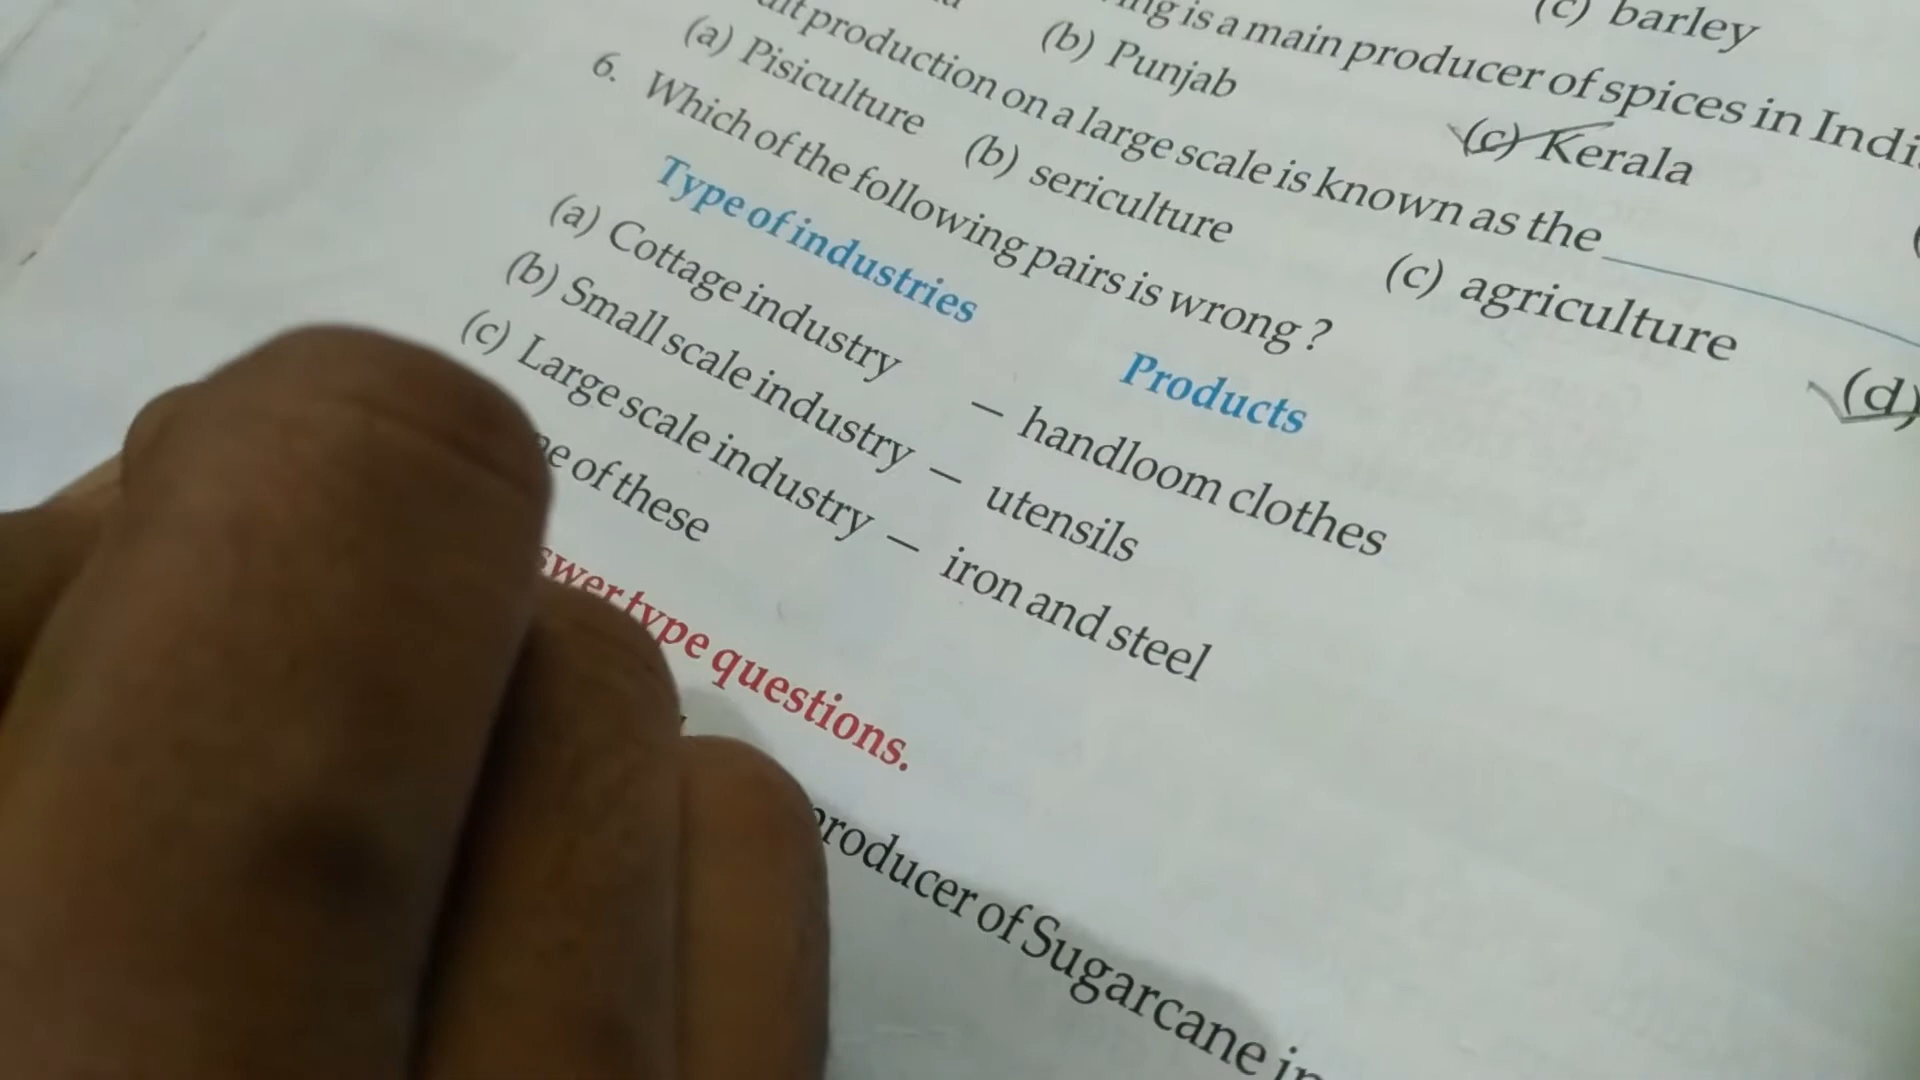 (c) barley
is a main producer of spices in
(b) Punjab
(c) Kerala
production on a large scale is known as the
(a) Pisiculture (b) sericulture (c) agriculture (d)
6. Which of the following pairs is wrong ?
Type of industries Products
(a) Cottage industry — handloom clothes
(b) Small scale industry — utensils
(c) Large scale industry — iron and steel
of these
type questions.
of Sugarcane